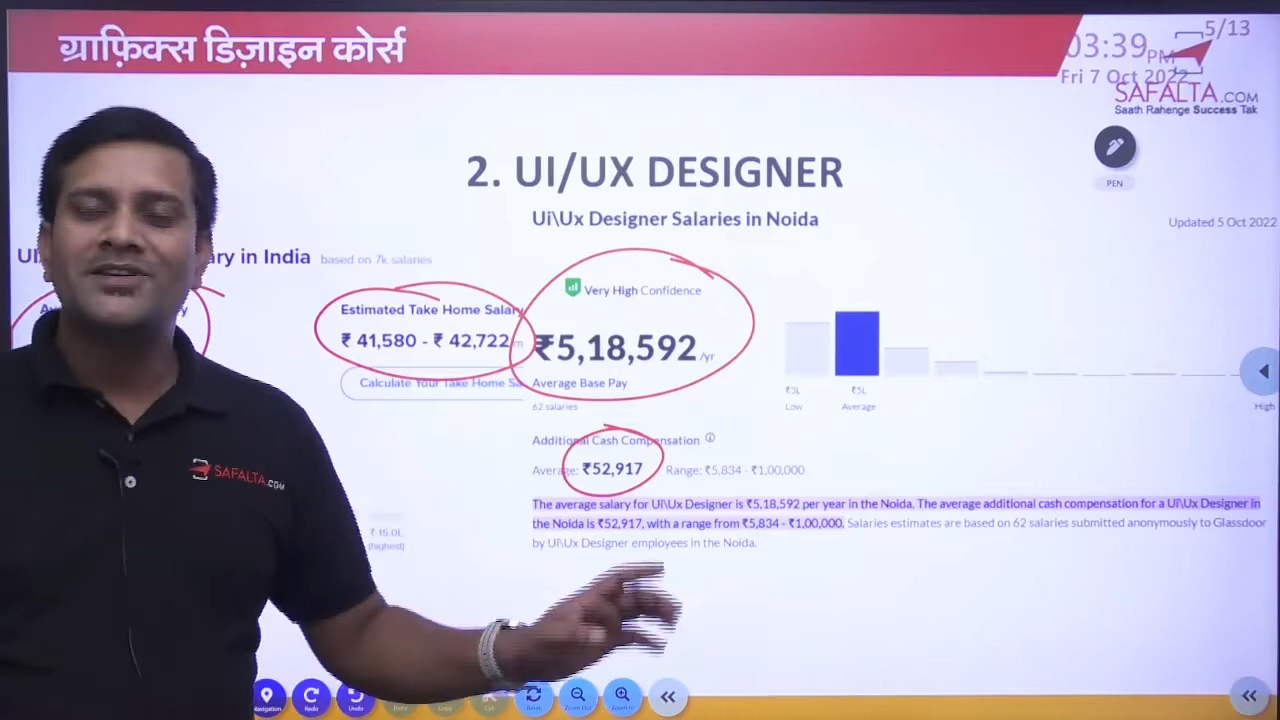 ग्राफ़िक्स डिज़ाइन कोर्स
5/13
03:39 PM
Fri 7 Oct 2022
SAFALTA.COM
Saath Rahenge Success Tak
PEN
2. UI/UX DESIGNER
Ui\Ux Designer Salaries in Noida
Updated 5 Oct 2022
in India based on 7k salaries
Very High Confidence
Estimated Take Home
₹ 41,580 - ₹ 42,722
₹5,18,592 /yr
Calculate Your Take Home
Average Base Pay
62 salaries
₹3L
Low
₹5L
Average
High
Additional Cash Compensation
Average: ₹52,917 Range: ₹5,834 - ₹1,00,000
The average salary for Ui\Ux Designer is ₹5,18,592 per year in the Noida. The average additional cash compensation for a Ui\Ux Designer in
the Noida is ₹52,917, with a range from ₹5,834 - ₹1,00,000. Salaries estimates are based on 62 salaries submitted anonymously to Glassdoor
by Ui\Ux Designer employees in the Noida.
₹ 15.0L
(highest)
SAFALTA.COM
Navigation
Redo
Undo
Copy
Cut
Zoom Out
Zoom In